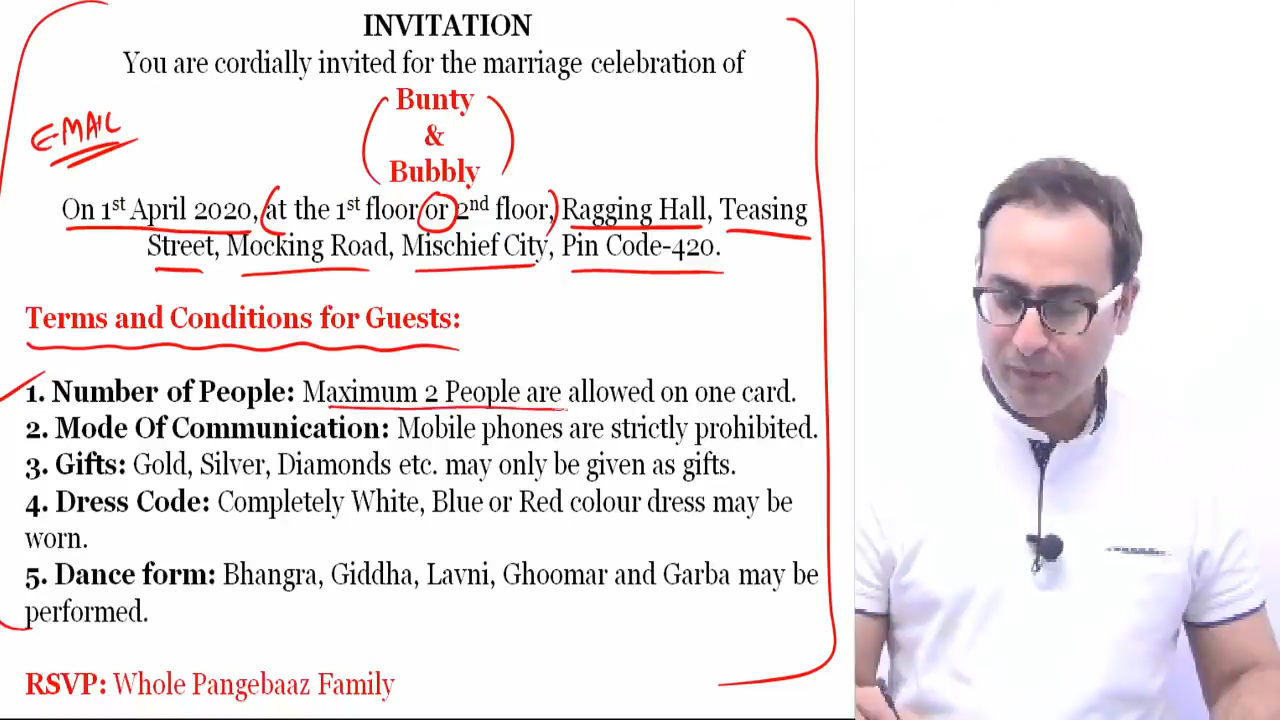 INVITATION
You are cordially invited for the marriage celebration of
Bunty
&
Bubbly
E-MAIL
On 1st April 2020, at the 1st floor or 2nd floor, Ragging Hall, Teasing
Street, Mocking Road, Mischief City, Pin Code-420.
Terms and Conditions for Guests:
1. Number of People: Maximum 2 People are allowed on one card.
2. Mode Of Communication: Mobile phones are strictly prohibited.
3. Gifts: Gold, Silver, Diamonds etc. may only be given as gifts.
4. Dress Code: Completely White, Blue or Red colour dress may be
worn.
5. Dance form: Bhangra, Giddha, Lavni, Ghoomar and Garba may be
performed.
RSVP: Whole Pangebaaz Family